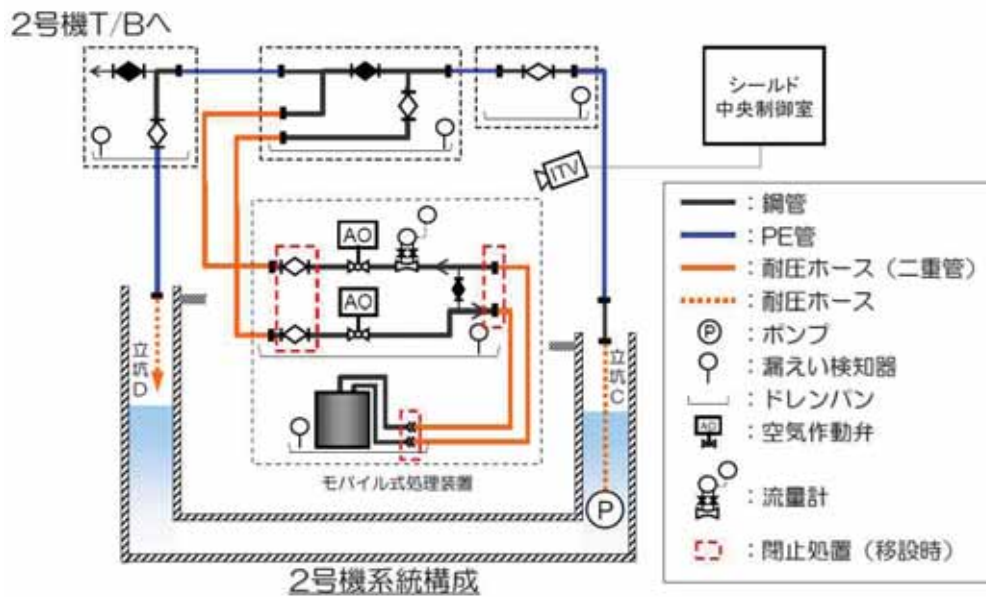 2号機T/Bへ
シールド
中央制御室
ITV
AO
AO
立坑D
立坑C
P
モバイル式処理装置
2号機系統構成
：鋼管
：PE管
：耐圧ホース（二重管）
：耐圧ホース
P：ポンプ
：漏えい検知器
：ドレンパン
AO：空気作動弁
：流量計
：閉止処置（移設時）